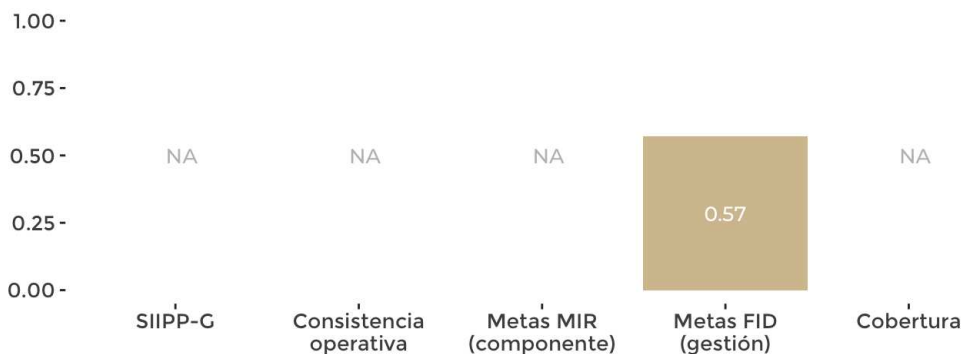 1.00
0.75
0.50
0.25
0.00
NA
NA
NA
0.57
NA
SIIPP-G
Consistencia
operativa
Metas MIR
(componente)
Metas FID
(gestión)
Cobertura